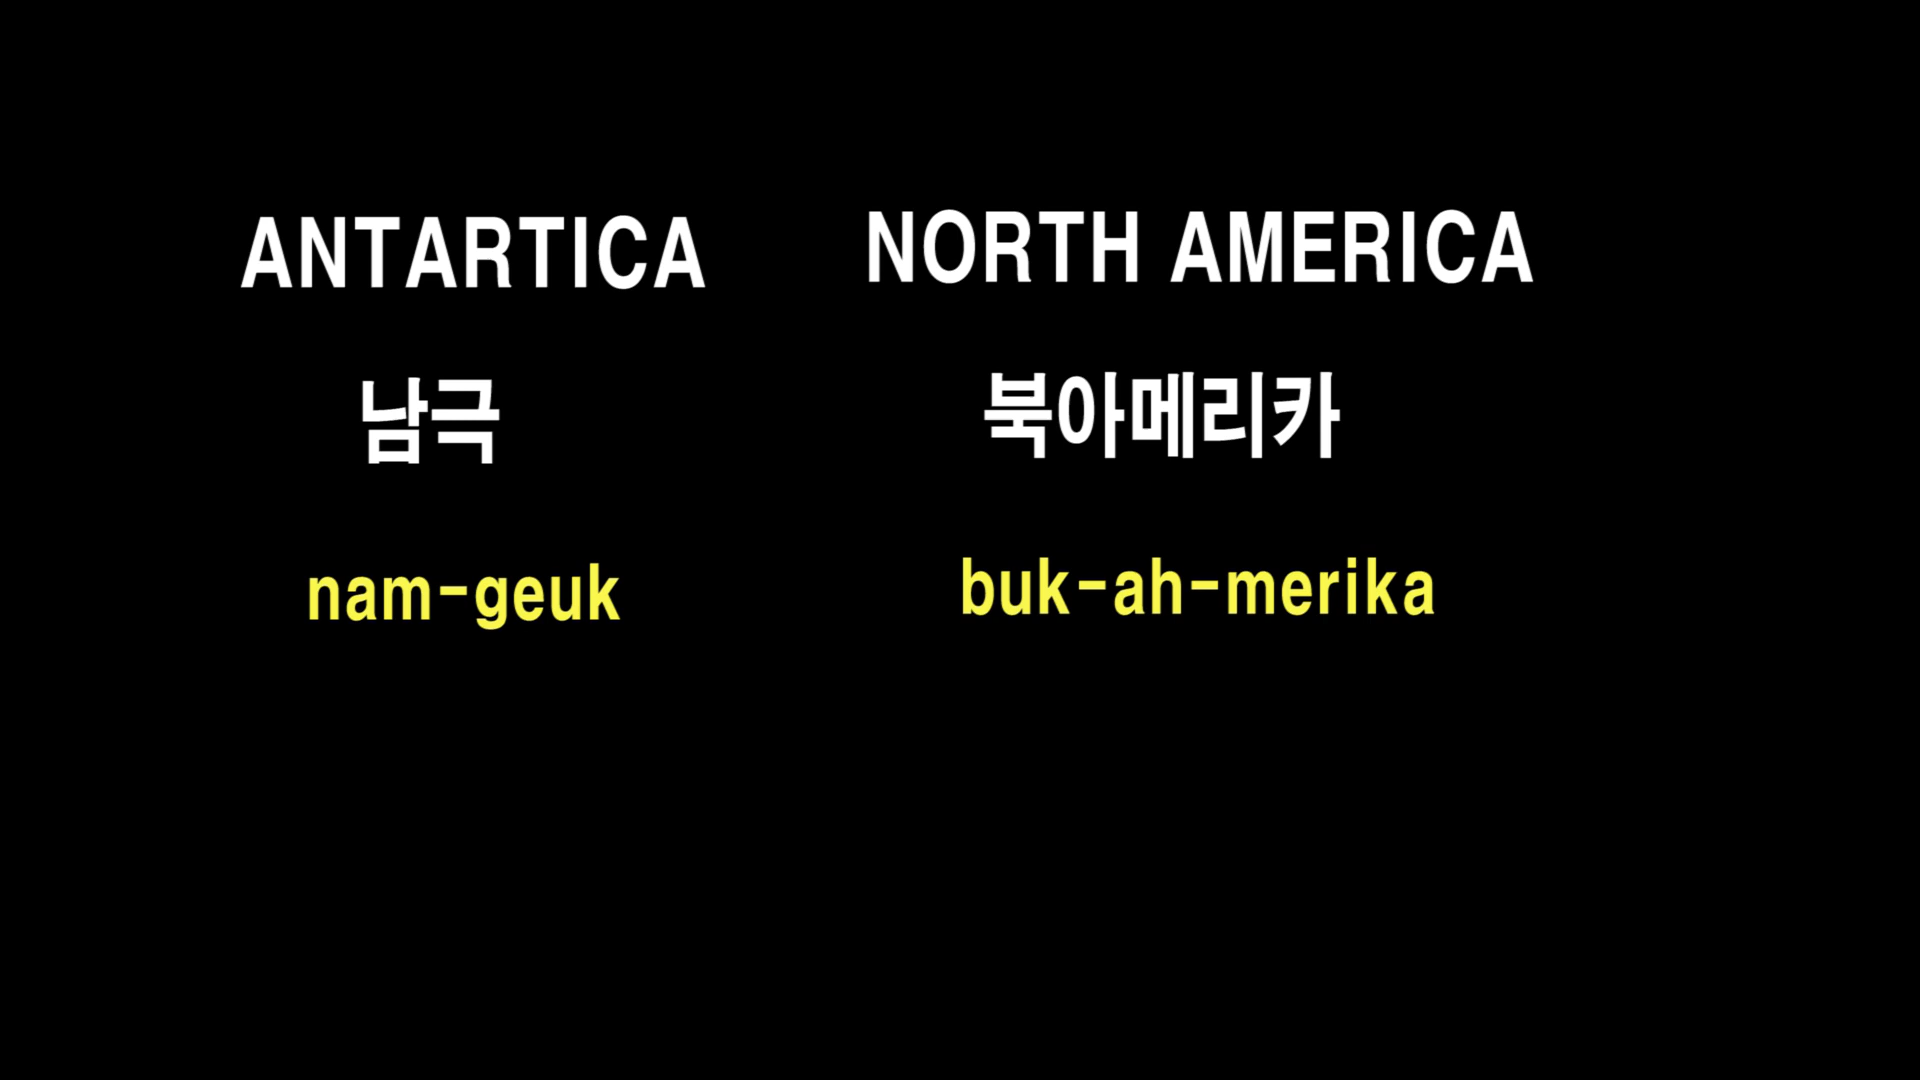 ANTARTICA
남극
nam-geuk
NORTH AMERICA
북아메리카
buk-ah-merika